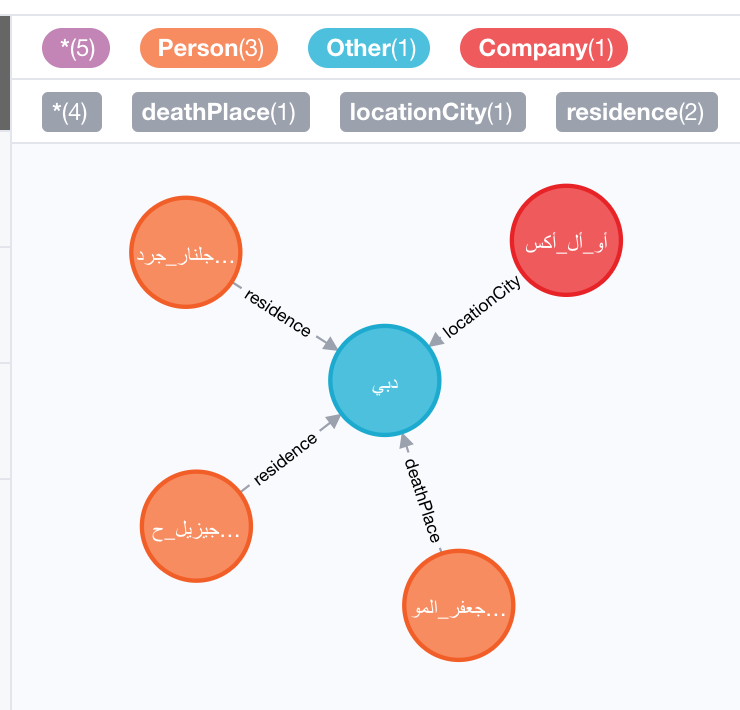 *(5) Person(3) Other(1) Company(1)
*(4) deathPlace(1) locationCity(1) residence(2)
أو_أل_أكس
جلنار_جرد...
residence
locationCity
دبي
residence
deathPlace
جيزيل_ح...
جعفر_المو...